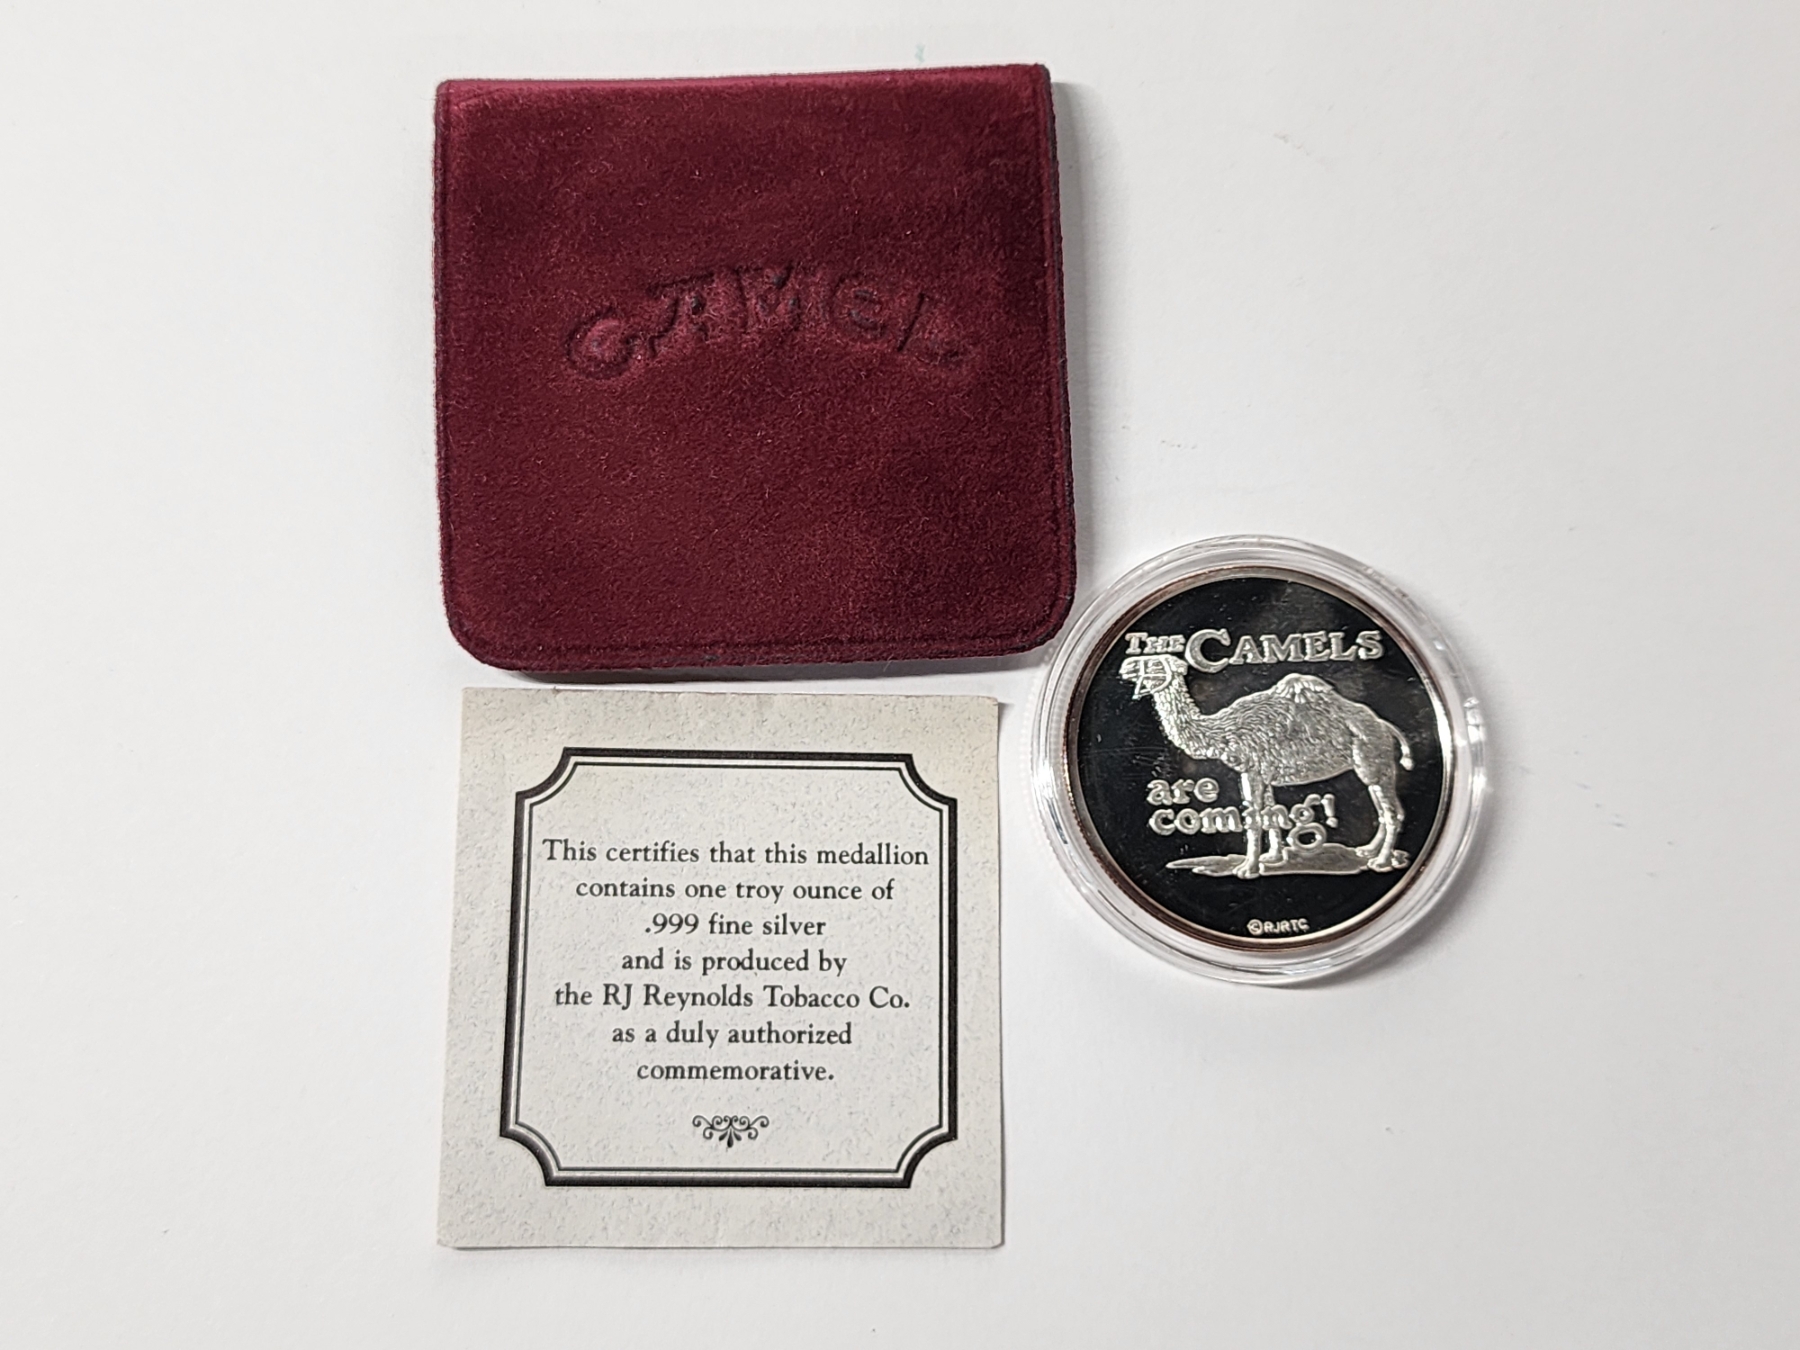 CAMEL
THE CAMELS
are
coming!
©RJRTC
This certifies that this medallion
contains one troy ounce of
.999 fine silver
and is produced by
the RJ Reynolds Tobacco Co.
as a duly authorized
commemorative.